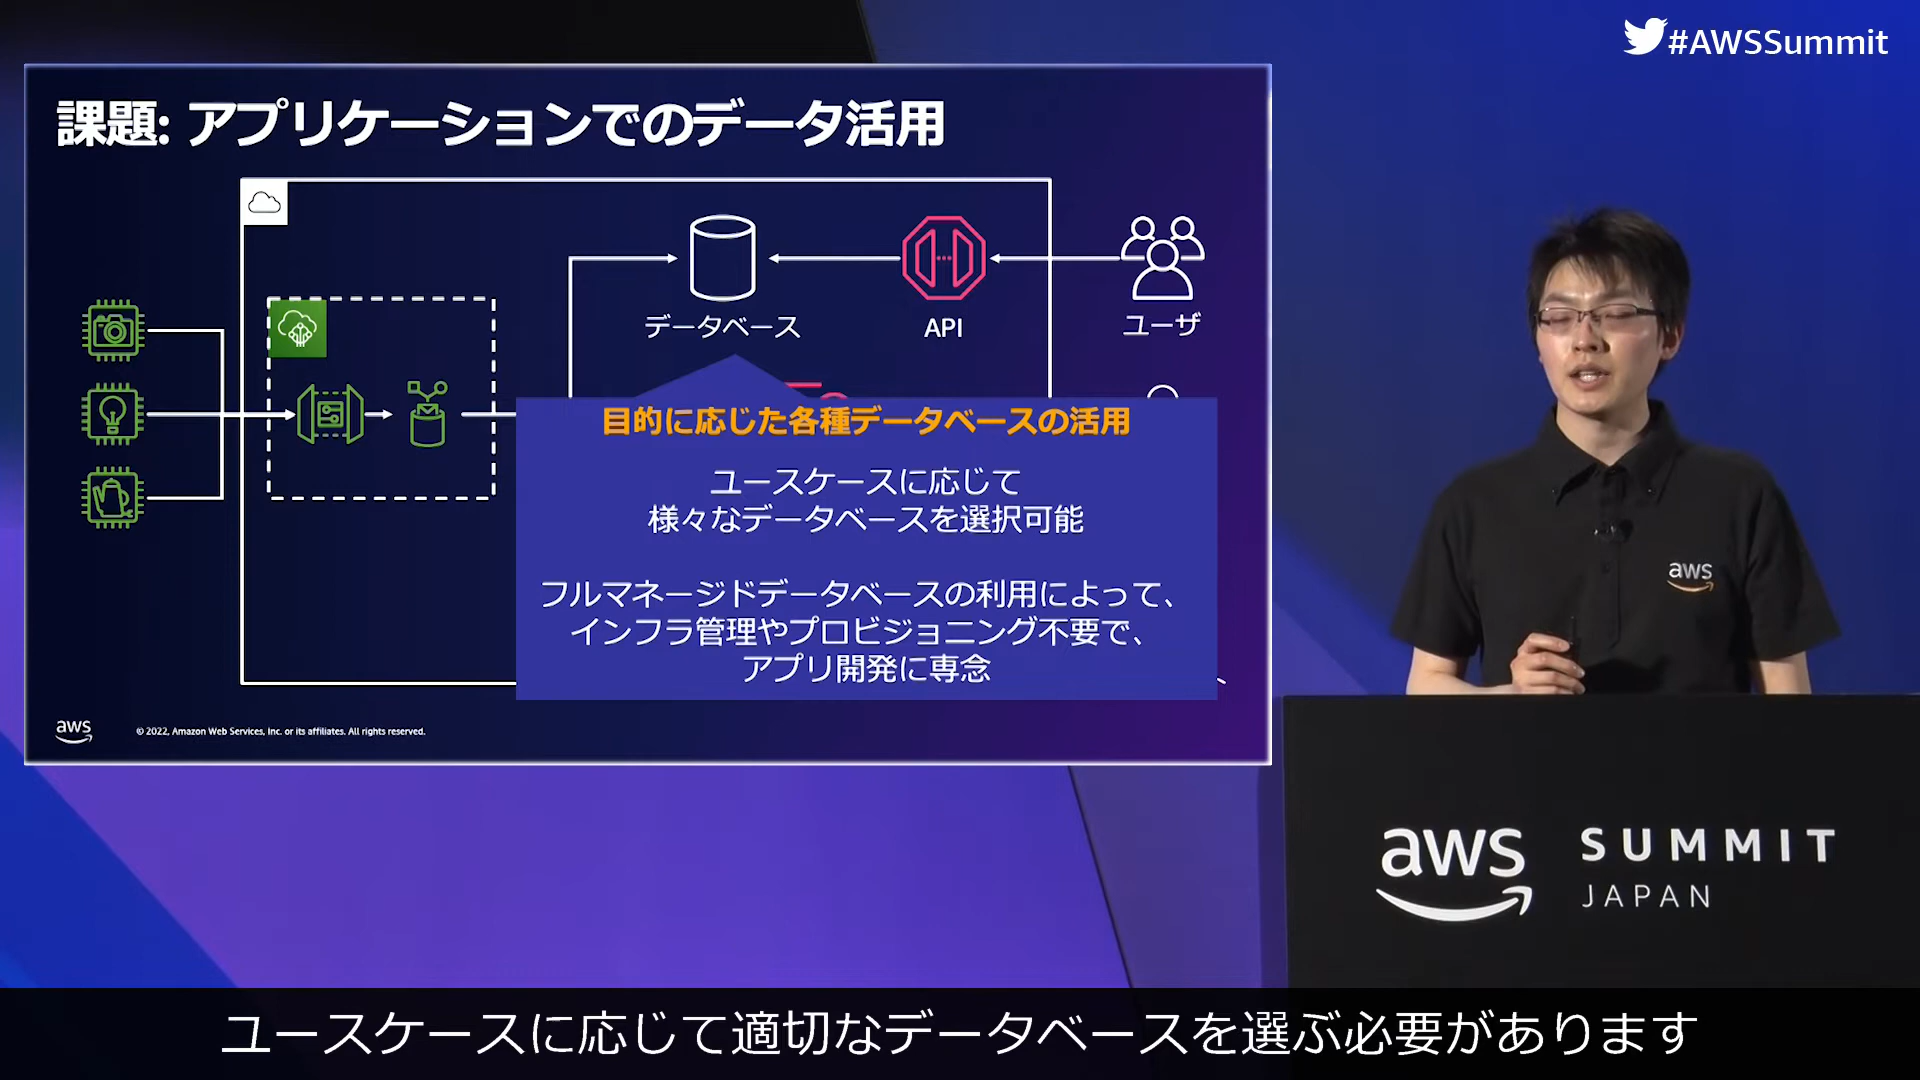 #AWSSummit
課題: アプリケーションでのデータ活用
データベース
API
ユーザ
目的に応じた各種データベースの活用
ユースケースに応じて
様々なデータベースを選択可能
フルマネージドデータベースの利用によって、
インフラ管理やプロビジョニング不要で、
アプリ開発に専念
aws
© 2022, Amazon Web Services, Inc. or its affiliates. All rights reserved.
aws
aws SUMMIT
JAPAN
ユースケースに応じて適切なデータベースを選ぶ必要があります